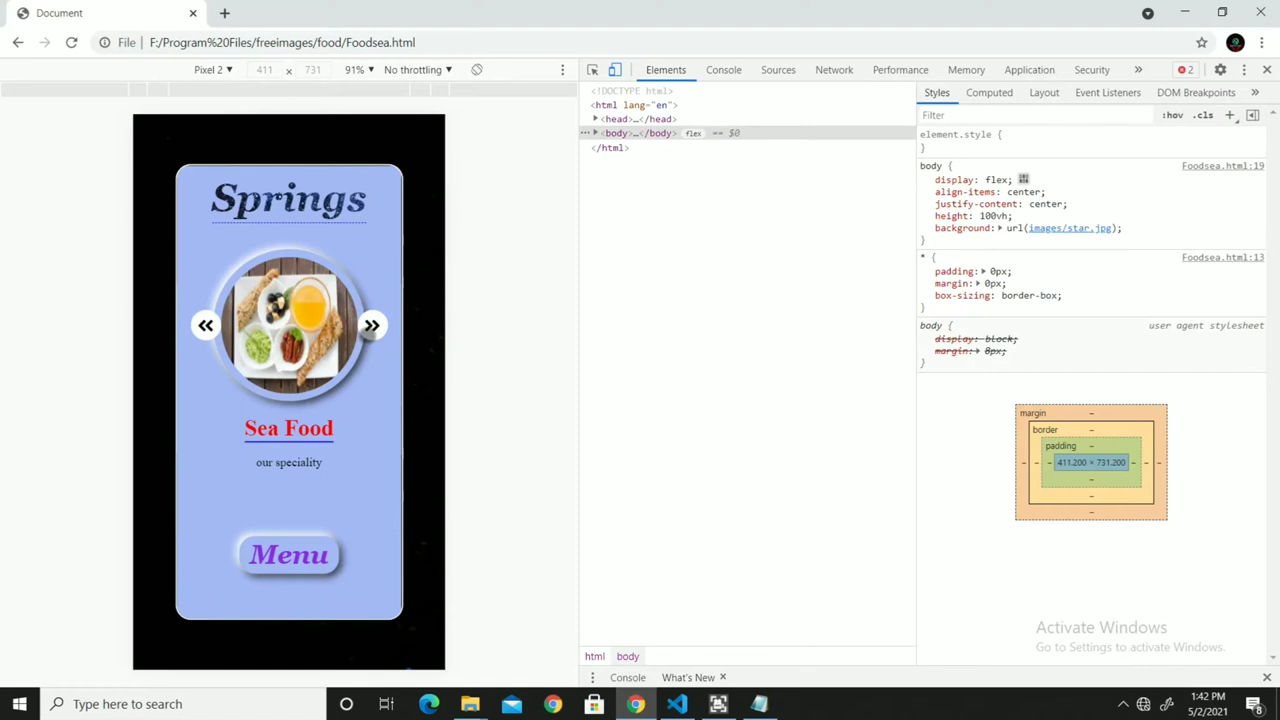 Document
File F:/Program%20Files/freeimages/food/Foodsea.html
Pixel 2 411 × 731 91% No throttling
Elements Console Sources Network Performance Memory Application Security » 2
<!DOCTYPE html>
<html lang="en">
<head>…</head>
<body>…</body> flex == $0
</html>
Styles Computed Layout Event Listeners DOM Breakpoints »
Filter :hov .cls
element.style {
}
body { Foodsea.html:19
display: flex;
align-items: center;
justify-content: center;
height: 100vh;
background: url(images/star.jpg);
}
* { Foodsea.html:13
padding: 0px;
margin: 0px;
box-sizing: border-box;
}
body { user agent stylesheet
display: block;
margin: 8px;
}
margin –
border –
padding –
– – – 411.200 × 731.200 – – –
–
–
–
Springs
Sea Food
our speciality
Menu
Activate Windows
Go to Settings to activate Windows.
html body
Console What's New
Type here to search
1:42 PM
5/2/2021
8